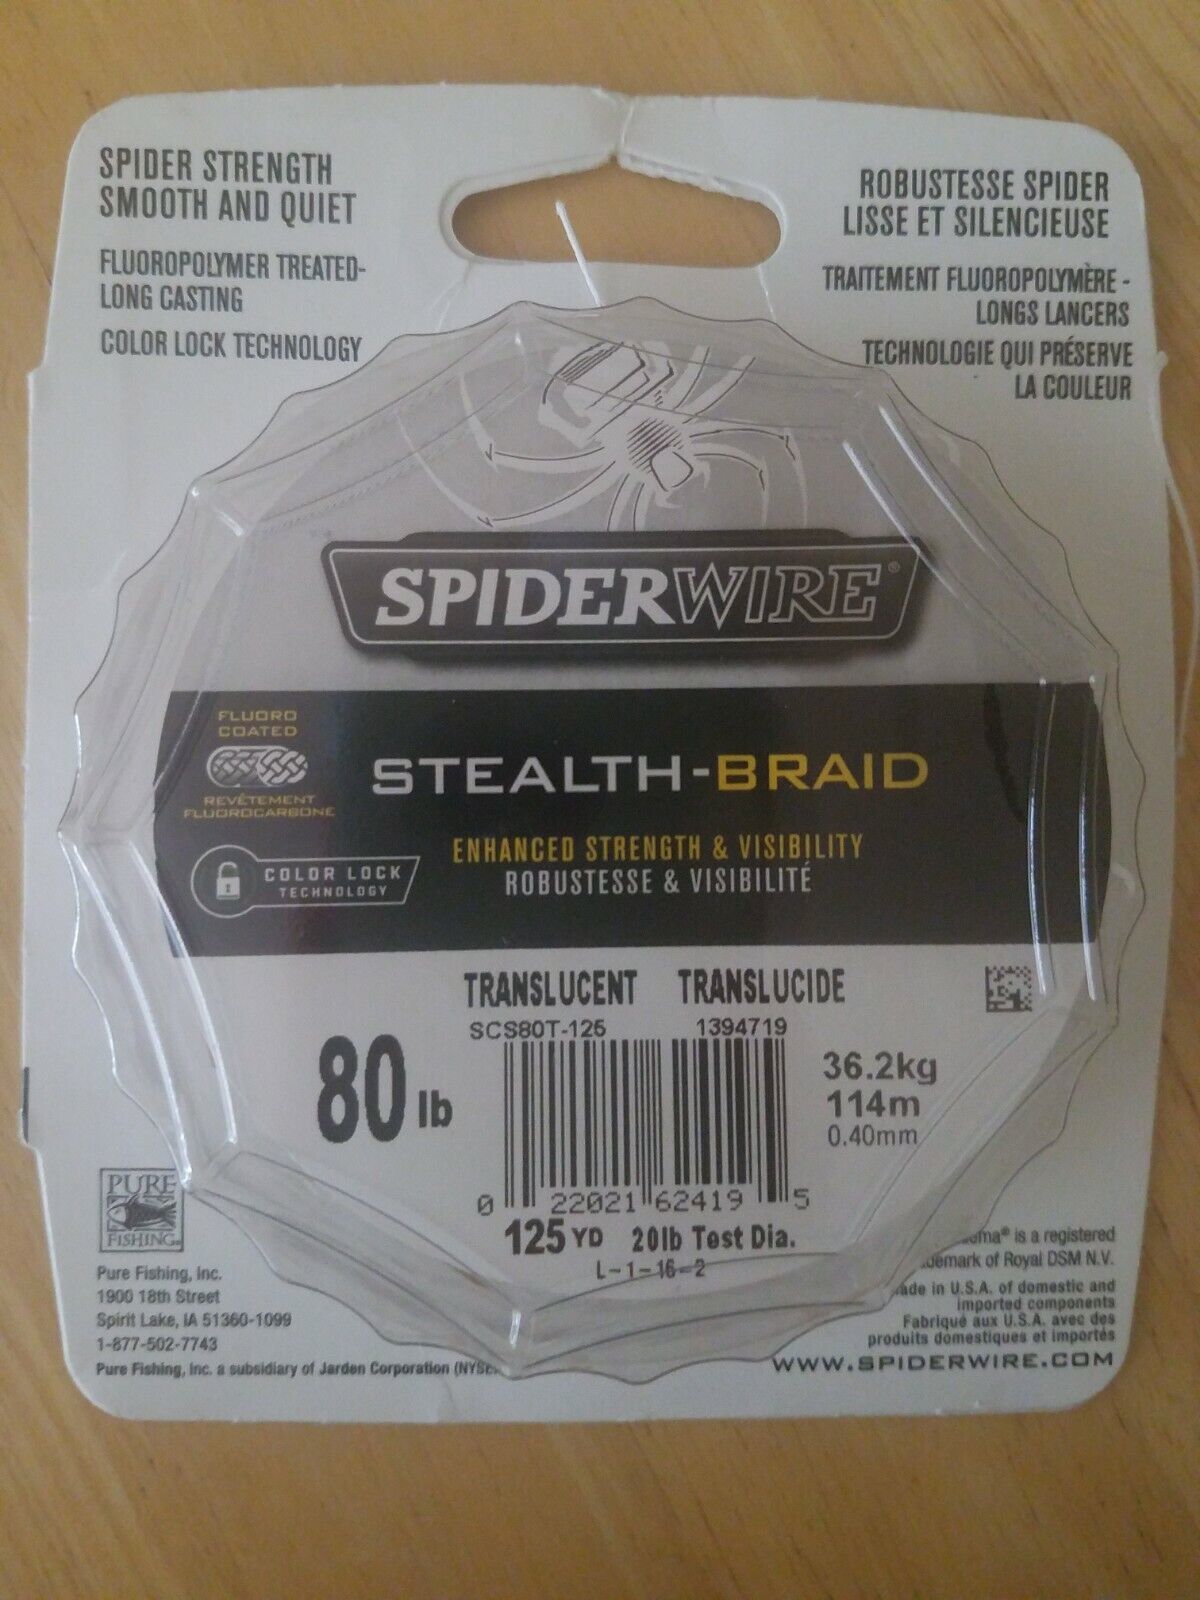 SPIDER STRENGTH
SMOOTH AND QUIET
FLUOROPOLYMER TREATED-
LONG CASTING
COLOR LOCK TECHNOLOGY
ROBUSTESSE SPIDER
LISSE ET SILENCIEUSE
TRAITEMENT FLUOROPOLYMÈRE -
LONGS LANCERS
TECHNOLOGIE QUI PRÉSERVE
LA COULEUR
SPIDERWIRE®
FLUORO
COATED
REVÊTEMENT
FLUOROCARBONE
STEALTH-BRAID
COLOR LOCK
TECHNOLOGY
ENHANCED STRENGTH & VISIBILITY
ROBUSTESSE & VISIBILITÉ
TRANSLUCENT TRANSLUCIDE
SCS80T-125 1394719
80 lb
36.2kg
114m
0.40mm
0 22021 62419 5
125 YD 20lb Test Dia.
L-1-16-2
PURE
FISHING
Pure Fishing, Inc.
1900 18th Street
Spirit Lake, IA 51360-1099
1-877-502-7743
Pure Fishing, Inc. a subsidiary of Jarden Corporation
® is a registered
of Royal DSM N.V.
in U.S.A. of domestic and
imported components
Fabriqué aux U.S.A. avec des
produits domestiques et importés
WWW.SPIDERWIRE.COM